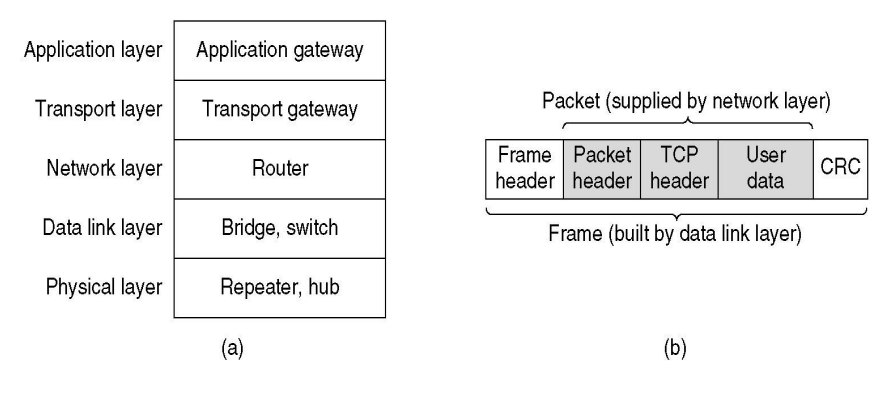 Application layer Application gateway
Transport layer Transport gateway
Network layer Router
Data link layer Bridge, switch
Physical layer Repeater, hub
(a)
Packet (supplied by network layer)
Frame header
Packet header
TCP header
User data
CRC
Frame (built by data link layer)
(b)